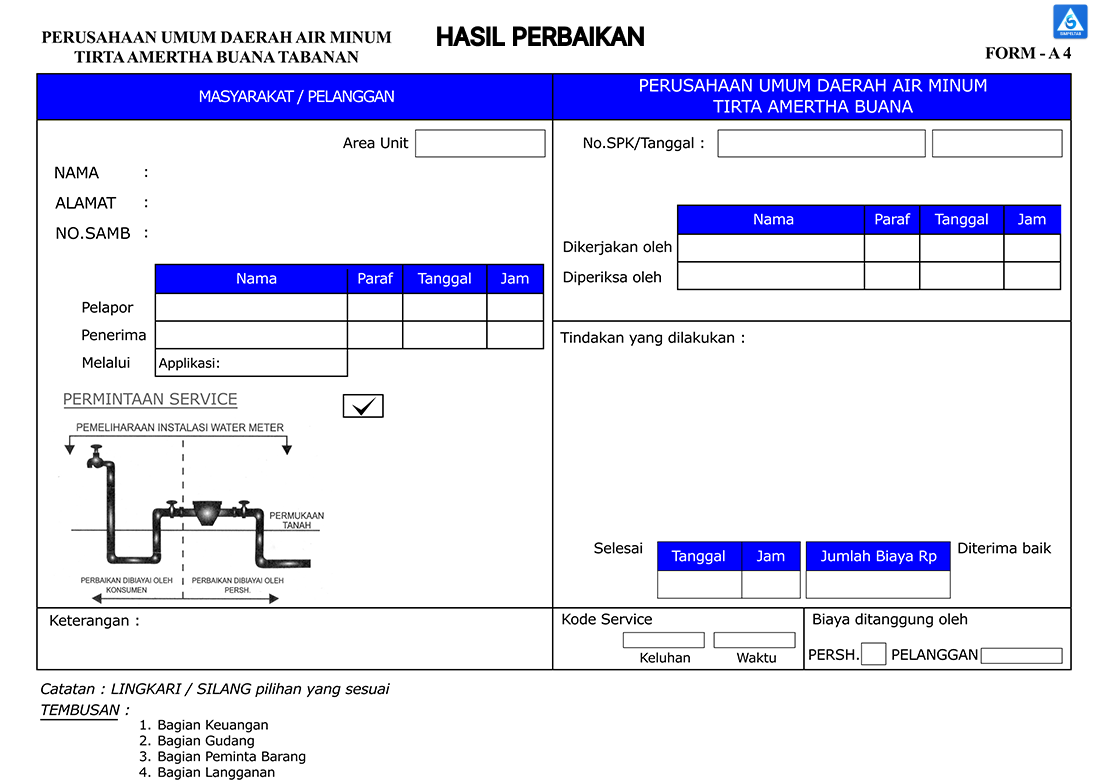 PERUSAHAAN UMUM DAERAH AIR MINUM
TIRTA AMERTHA BUANA TABANAN
HASIL PERBAIKAN
SIMPELTAB
FORM - A 4
MASYARAKAT / PELANGGAN
PERUSAHAAN UMUM DAERAH AIR MINUM
TIRTA AMERTHA BUANA
Area Unit
NAMA :
ALAMAT :
NO.SAMB :
Nama Paraf Tanggal Jam
Pelapor
Penerima
Melalui Applikasi:
PERMINTAAN SERVICE
PEMELIHARAAN INSTALASI WATER METER
PERMUKAAN
TANAH
PERBAIKAN DIBIAYAI OLEH
KONSUMEN
PERBAIKAN DIBIAYAI OLEH
PERSH.
Keterangan :
No.SPK/Tanggal :
Nama Paraf Tanggal Jam
Dikerjakan oleh
Diperiksa oleh
Tindakan yang dilakukan :
Selesai Tanggal Jam Jumlah Biaya Rp Diterima baik
Kode Service
Keluhan Waktu
Biaya ditanggung oleh
PERSH. PELANGGAN
Catatan : LINGKARI / SILANG pilihan yang sesuai
TEMBUSAN :
1. Bagian Keuangan
2. Bagian Gudang
3. Bagian Peminta Barang
4. Bagian Langganan